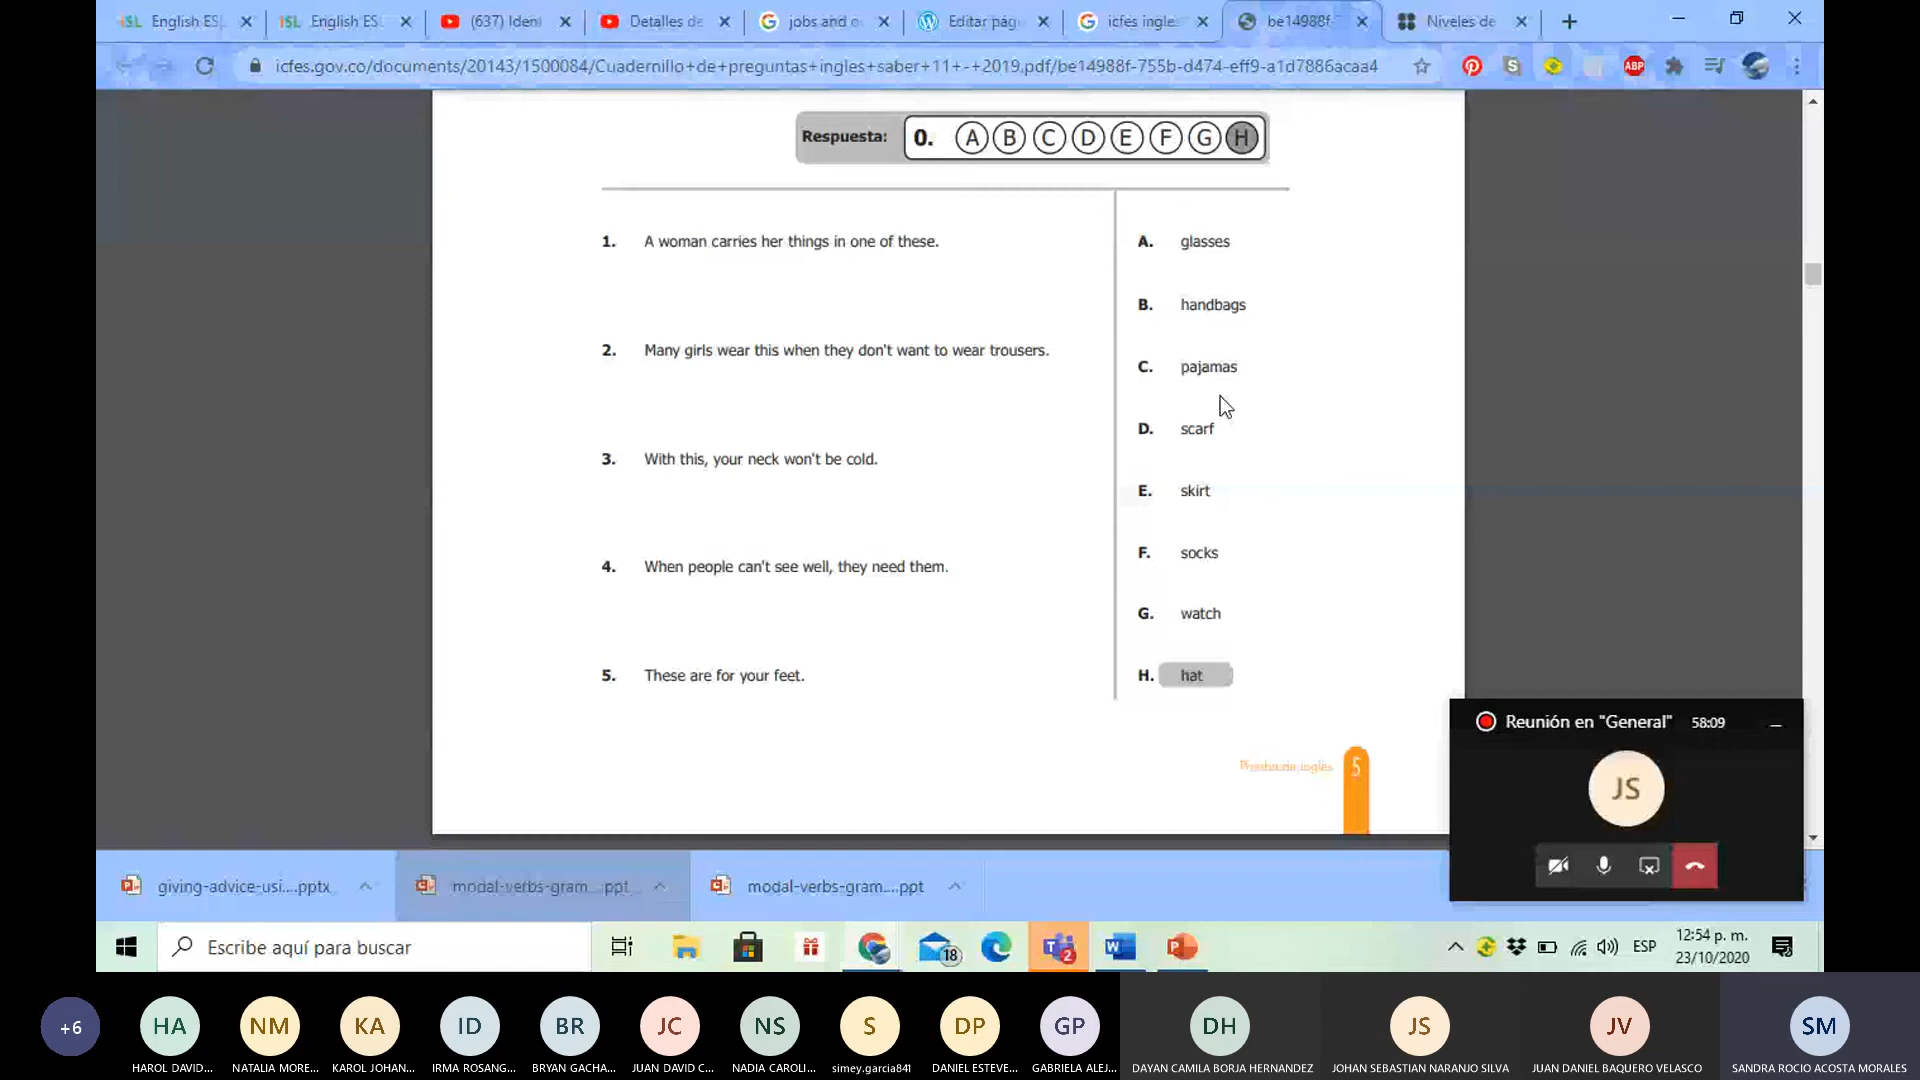 English ES
English ES
(637) Iden
Detalles de
jobs and o
Editar pág
icfes ingle
be14988f-
Niveles de
icfes.gov.co/documents/20143/1500084/Cuadernillo+de+preguntas+ingles+saber+11+-+2019.pdf/be14988f-755b-d474-eff9-a1d7886acaa4
ABP
Respuesta: 0. A B C D E F G H
1. A woman carries her things in one of these.
2. Many girls wear this when they don't want to wear trousers.
3. With this, your neck won't be cold.
4. When people can't see well, they need them.
5. These are for your feet.
A. glasses
B. handbags
C. pajamas
D. scarf
E. skirt
F. socks
G. watch
H. hat
Prueba de inglés 5
Reunión en "General" 58:09
JS
giving-advice-usi....pptx
modal-verbs-gram....ppt
modal-verbs-gram....ppt
Escribe aquí para buscar
18
2
ESP
12:54 p. m.
23/10/2020
+6
HA
NM
KA
ID
BR
JC
NS
S
DP
GP
DH
JS
JV
SM
HAROL DAVID...
NATALIA MORE...
KAROL JOHAN...
IRMA ROSANG...
BRYAN GACHA...
JUAN DAVID C...
NADIA CAROLI...
simey.garcia841
DANIEL ESTEVE...
GABRIELA ALEJ...
DAYAN CAMILA BORJA HERNANDEZ
JOHAN SEBASTIAN NARANJO SILVA
JUAN DANIEL BAQUERO VELASCO
SANDRA ROCIO ACOSTA MORALES